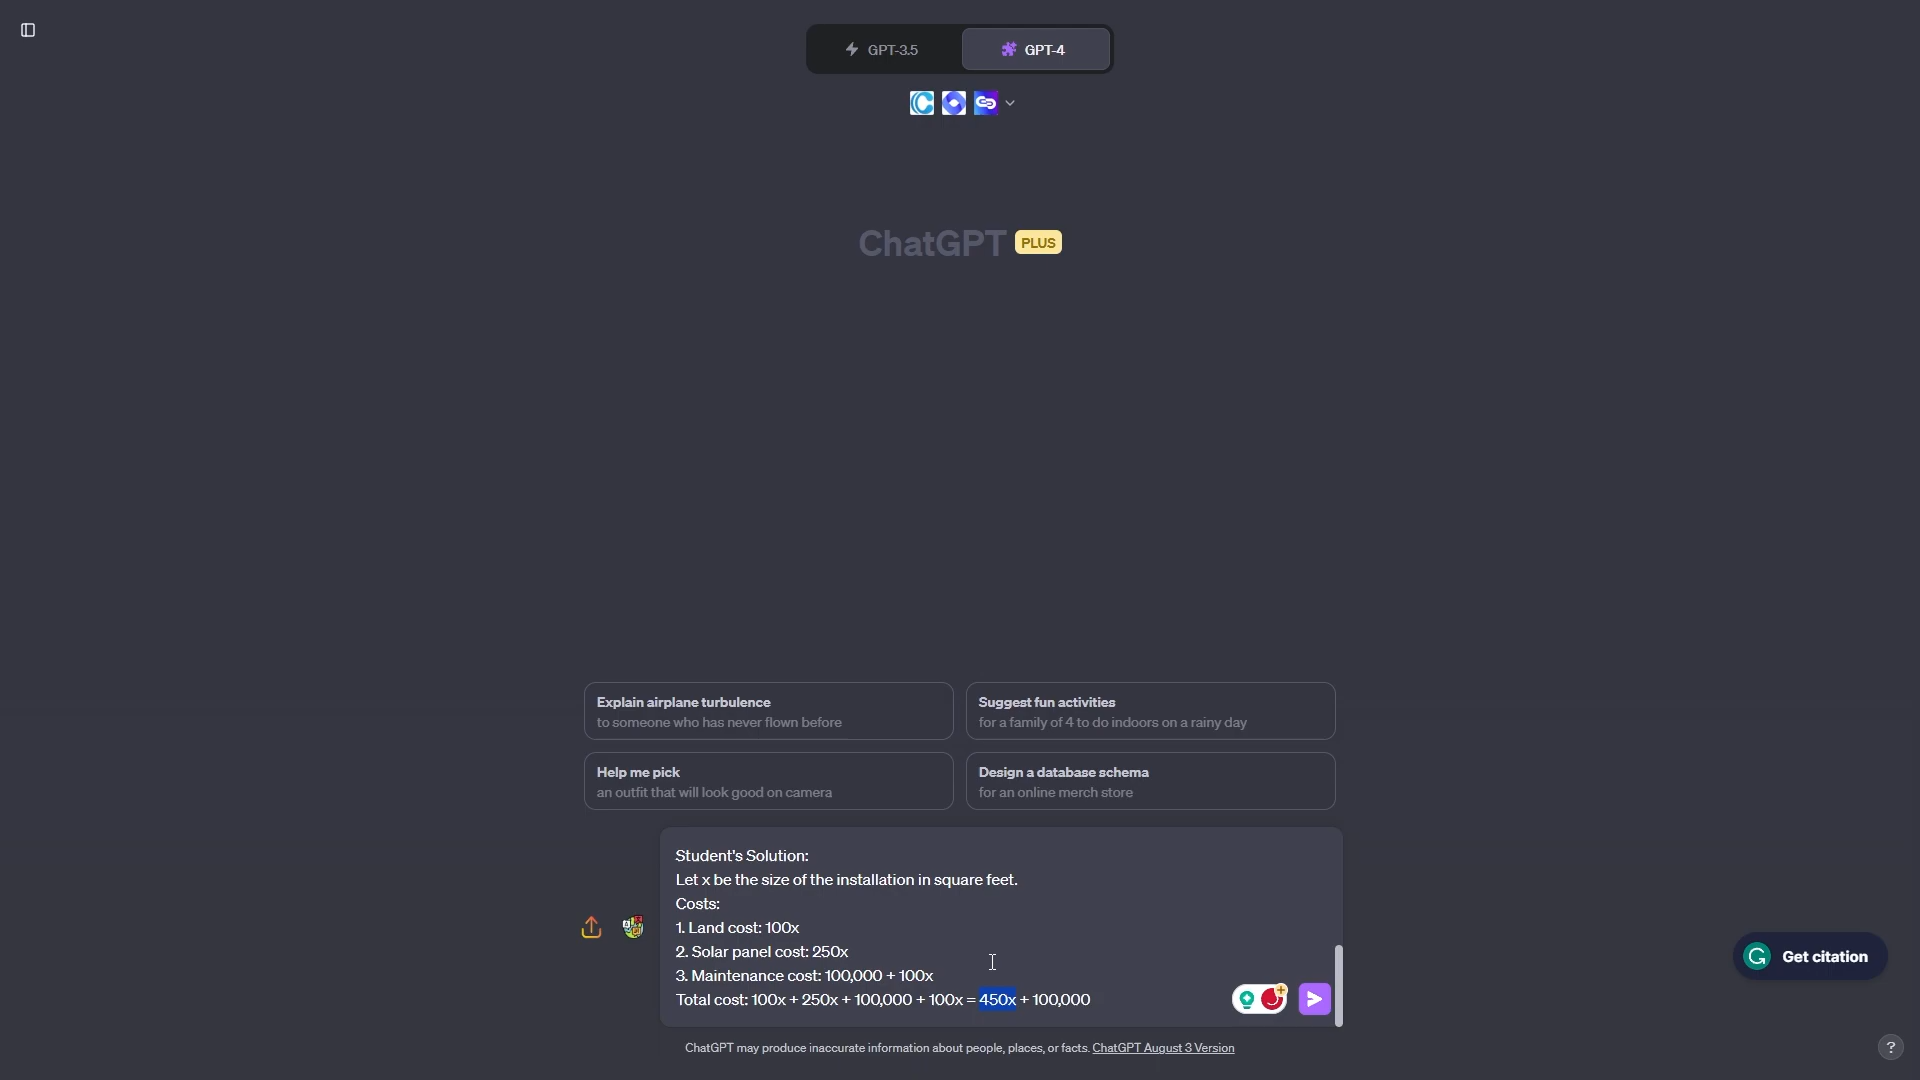 GPT-3.5
GPT-4
ChatGPT PLUS
Explain airplane turbulence
to someone who has never flown before
Suggest fun activities
for a family of 4 to do indoors on a rainy day
Help me pick
an outfit that will look good on camera
Design a database schema
for an online merch store
Student's Solution:
Let x be the size of the installation in square feet.
Costs:
1. Land cost: 100x
2. Solar panel cost: 250x
3. Maintenance cost: 100,000 + 100x
Total cost: 100x + 250x + 100,000 + 100x = 450x + 100,000
Get citation
ChatGPT may produce inaccurate information about people, places, or facts. ChatGPT August 3 Version
?